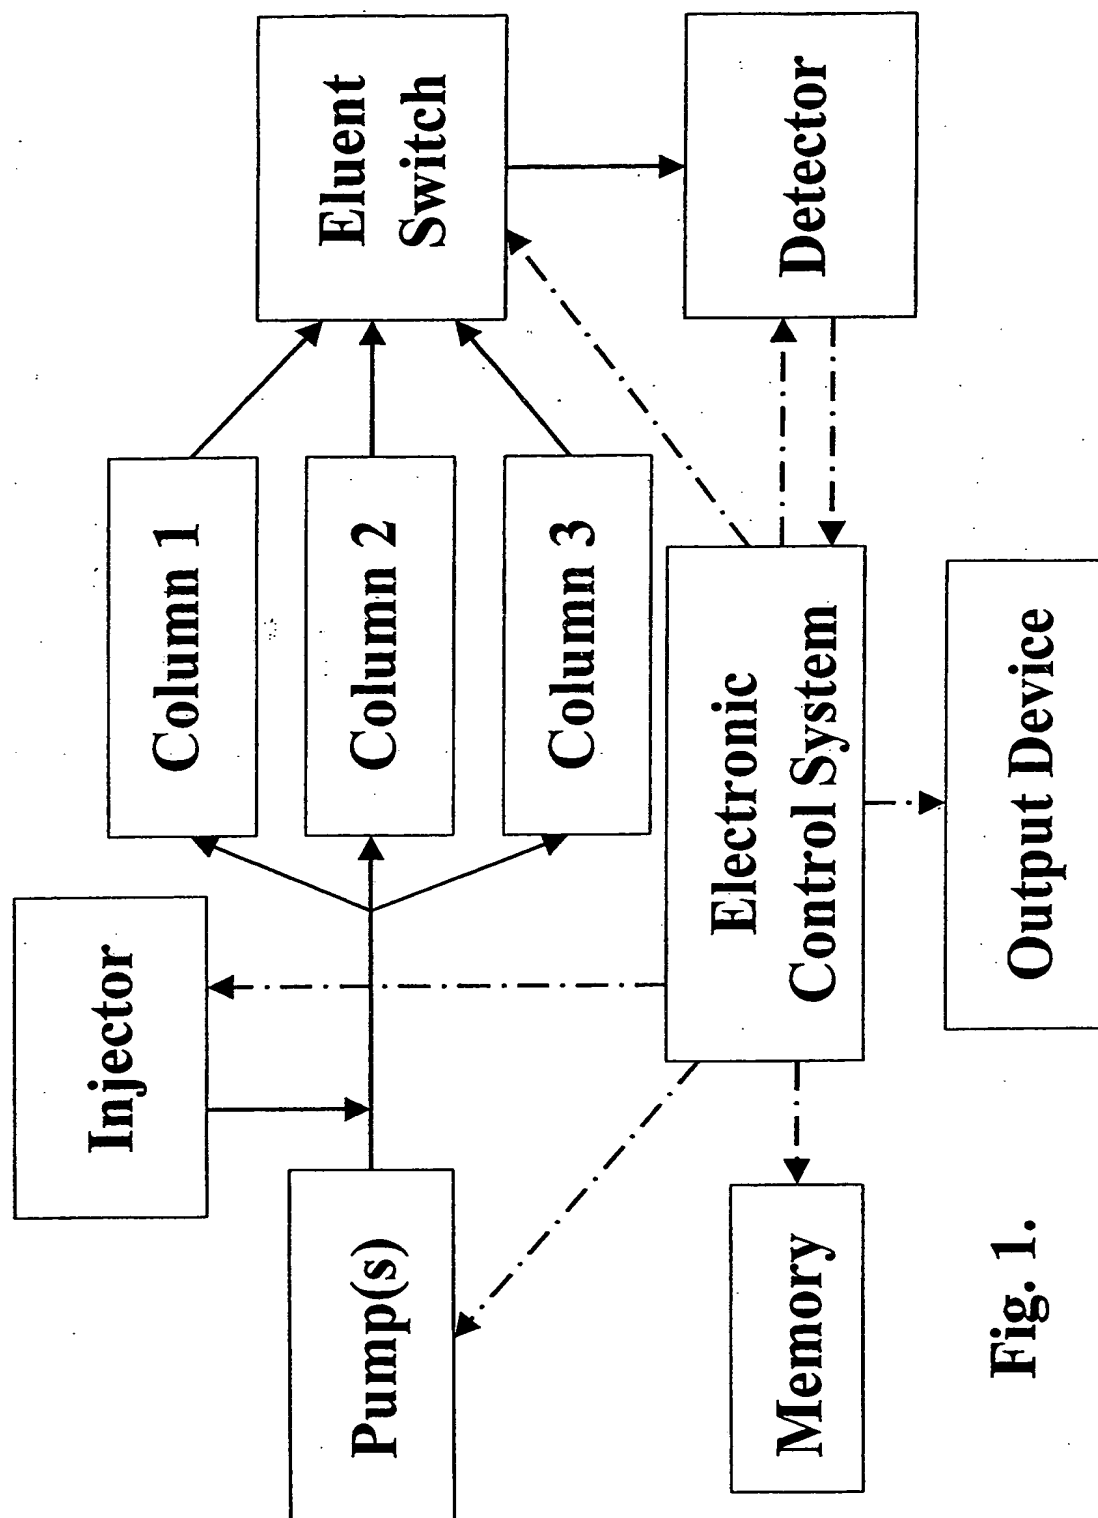 Injector
Pump(s)
Column 1
Column 2
Column 3
Eluent
Switch
Electronic
Control System
Detector
Memory
Output Device
Fig. 1.